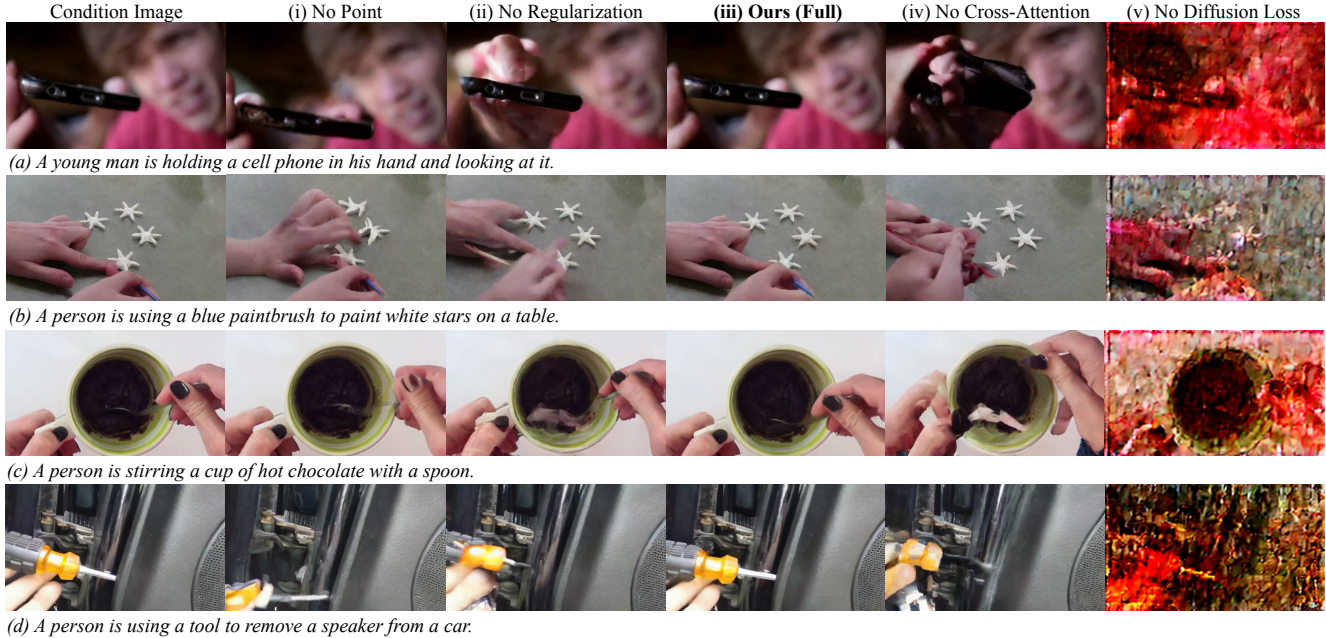 Condition Image (i) No Point (ii) No Regularization (iii) Ours (Full) (iv) No Cross-Attention (v) No Diffusion Loss
(a) A young man is holding a cell phone in his hand and looking at it.
(b) A person is using a blue paintbrush to paint white stars on a table.
(c) A person is stirring a cup of hot chocolate with a spoon.
(d) A person is using a tool to remove a speaker from a car.